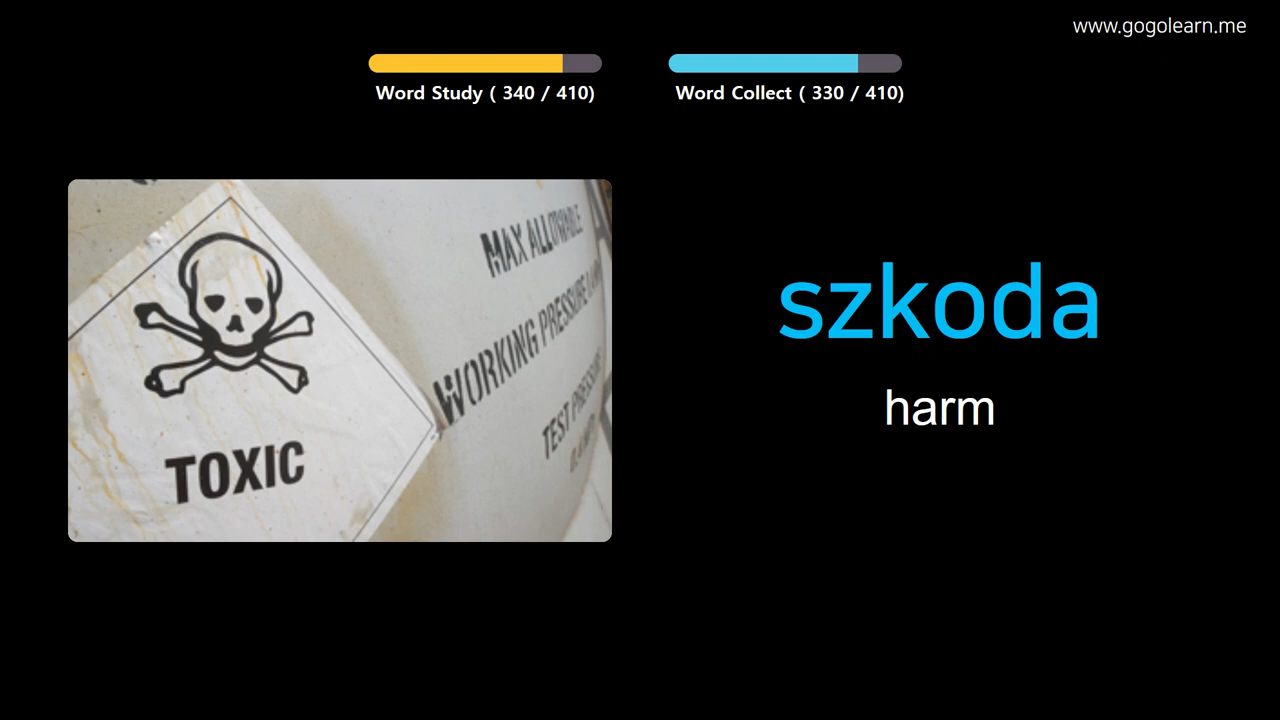 www.gogolearn.me
Word Study ( 340 / 410)
Word Collect ( 330 / 410)
MAX ALLOWABLE
WORKING PRESSURE
TEST PRESSURE
TOXIC
szkoda
harm